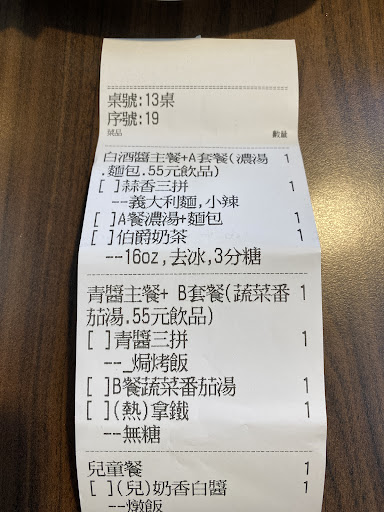 桌號:13桌
序號:19
數量
白酒醬主餐+A套餐(濃湯 1
.麵包.55元飲品)
[ ]蒜香三拼 1
--義大利麵,小辣
[ ]A餐濃湯+麵包 1
[ ]伯爵奶茶 1
--16oz,去冰,3分糖
青醬主餐+ B套餐(蔬菜番 1
茄湯.55元飲品)
[ ]青醬三拼 1
--_焗烤飯
[ ]B餐蔬菜番茄湯 1
[ ](熱)拿鐵 1
--無糖
兒童餐 1
[ ](兒)奶香白醬 1
--燉飯